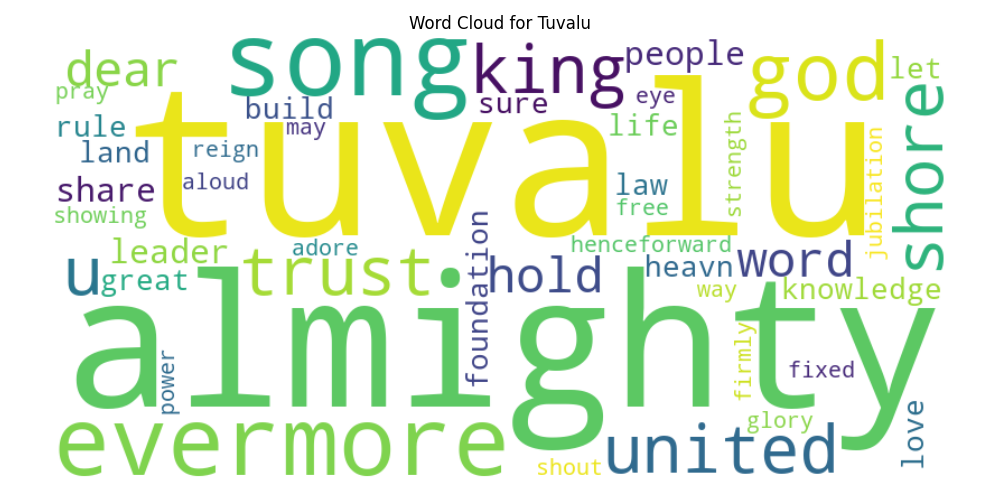 Word Cloud for Tuvalu
dear
song
king
people
god
let
pray
build
sure
eye
shore
rule
may
life
land
reign
tuvalu
strength
jubilation
share
aloud
law
showing
free
leader
adore
foundation
henceforward
word
u
great
trust
hold
heavn
way
knowledge
almighty
power
firmly
fixed
evermore
glory
love
shout
united